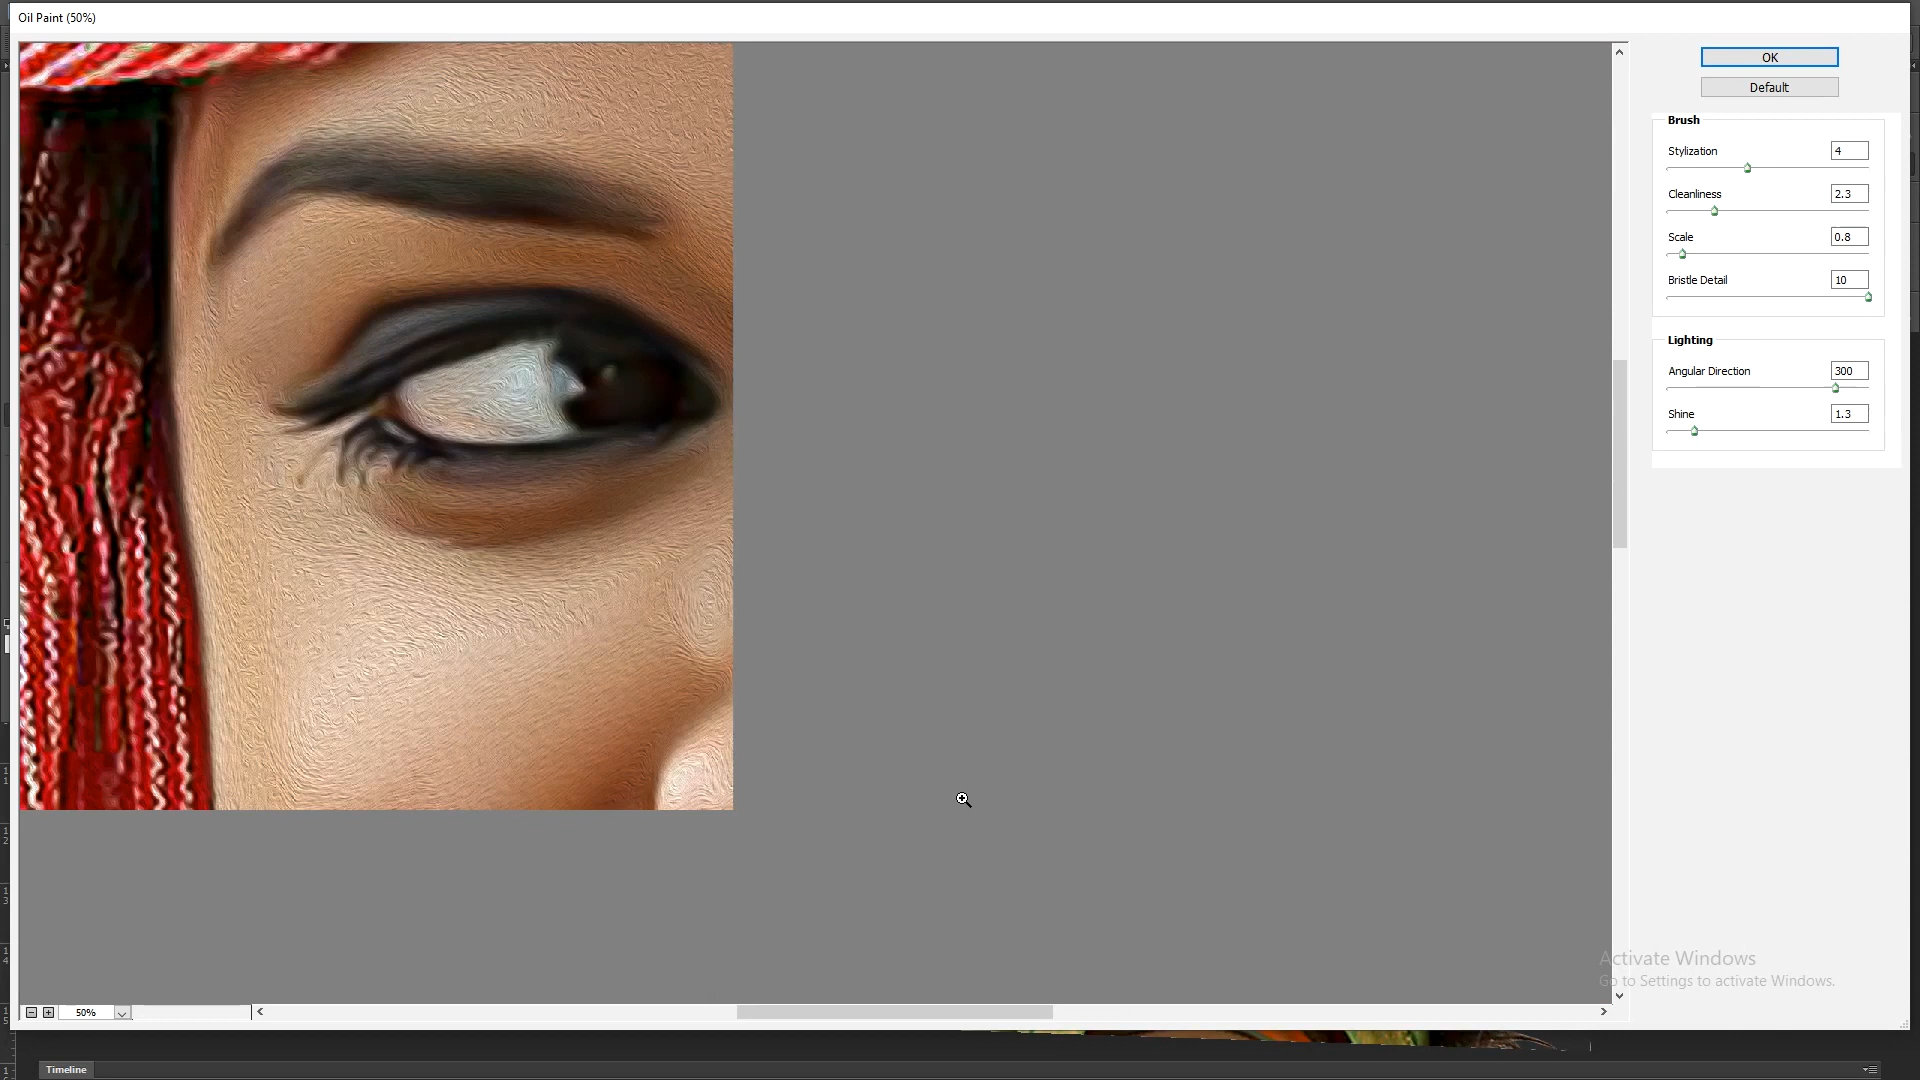 Oil Paint (50%)
OK
Default
Brush
Stylization
4
Cleanliness
2.3
Scale
0.8
Bristle Detail
10
Lighting
Angular Direction
300
Shine
1.3
Activate Windows
Go to Settings to activate Windows.
50%
Timeline